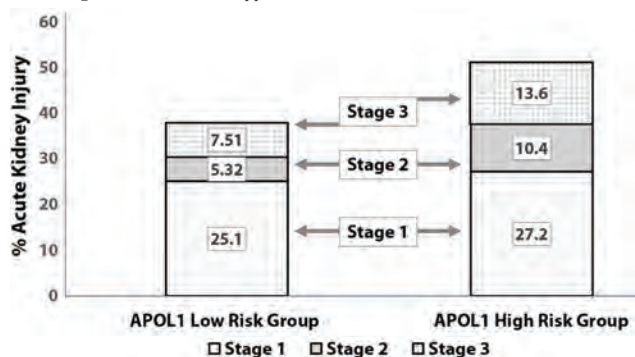 60
50
40
30
20
10
0
% Acute Kidney Injury
7.51
5.32
25.1
Stage 3
Stage 2
Stage 1
13.6
10.4
27.2
APOL1 Low Risk Group
APOL1 High Risk Group
Stage 1 Stage 2 Stage 3